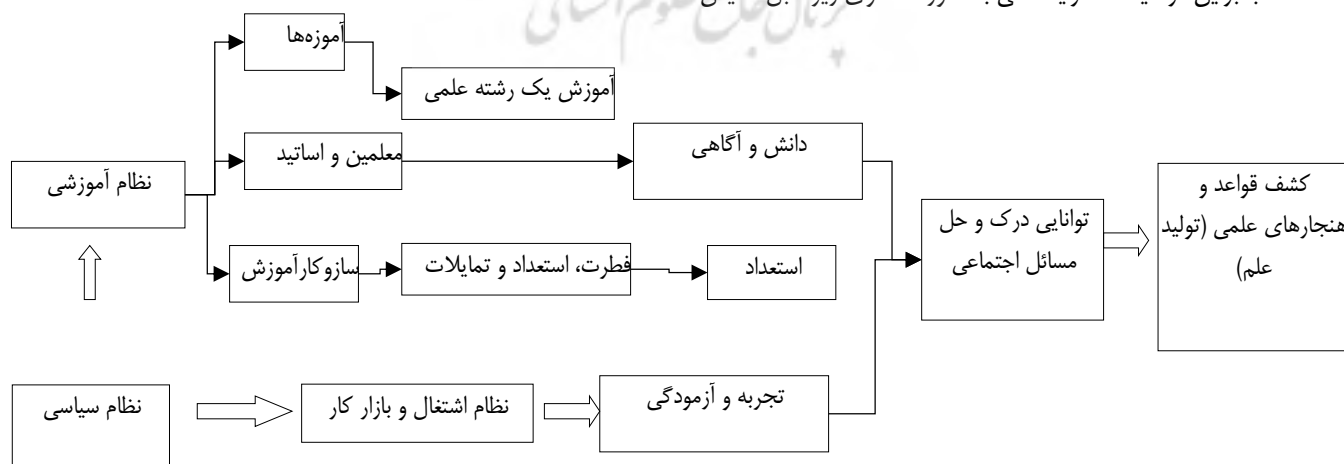 آموزه‌ها
آموزش یک رشته علمی
معلمین و اساتید
دانش و آگاهی
نظام آموزشی
کشف قواعد و
هنجارهای علمی (تولید
علم)
توانایی درک و حل
مسائل اجتماعی
سازوکارآموزش
فطرت، استعداد و تمایلات
استعداد
نظام سیاسی
نظام اشتغال و بازار کار
تجربه و آزمودگی